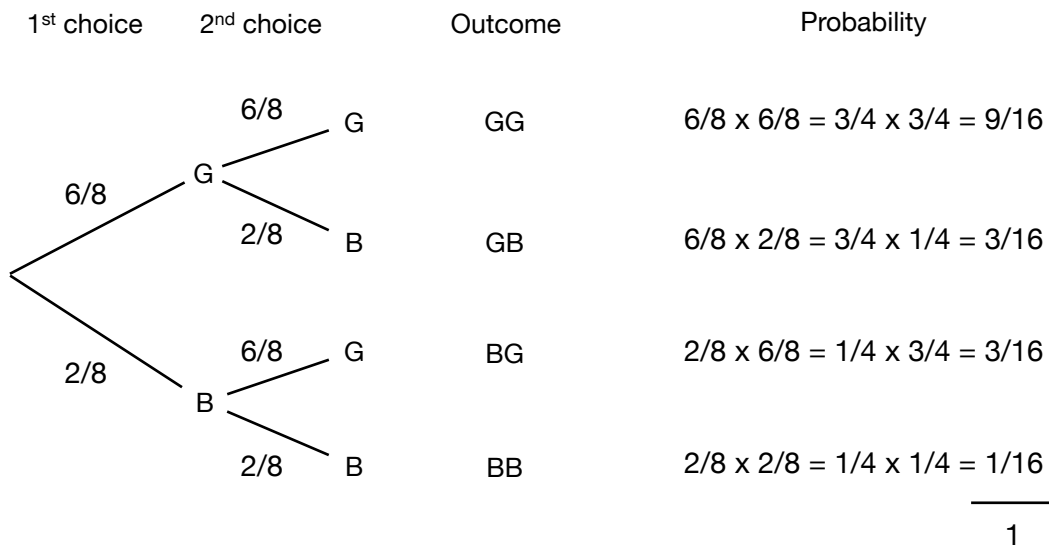 1st choice 2nd choice Outcome Probability
6/8 G GG 6/8 x 6/8 = 3/4 x 3/4 = 9/16
G
6/8
2/8 B GB 6/8 x 2/8 = 3/4 x 1/4 = 3/16
6/8 G BG 2/8 x 6/8 = 1/4 x 3/4 = 3/16
2/8
B
2/8 B BB 2/8 x 2/8 = 1/4 x 1/4 = 1/16
1